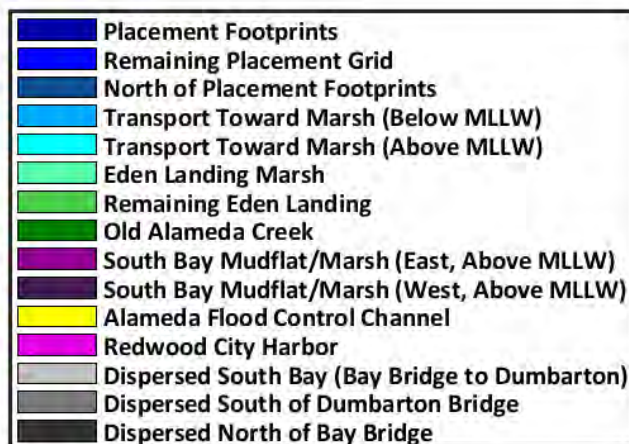 Placement Footprints
Remaining Placement Grid
North of Placement Footprints
Transport Toward Marsh (Below MLLW)
Transport Toward Marsh (Above MLLW)
Eden Landing Marsh
Remaining Eden Landing
Old Alameda Creek
South Bay Mudflat/Marsh (East, Above MLLW)
South Bay Mudflat/Marsh (West, Above MLLW)
Alameda Flood Control Channel
Redwood City Harbor
Dispersed South Bay (Bay Bridge to Dumbarton)
Dispersed South of Dumbarton Bridge
Dispersed North of Bay Bridge